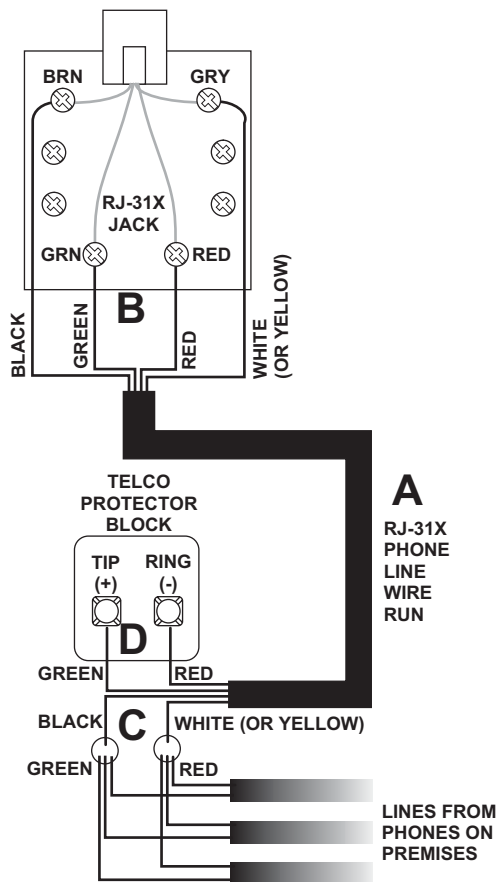 BRN
GRY
RJ-31X
JACK
GRN
RED
B
BLACK
GREEN
RED
WHITE
(OR YELLOW)
A
RJ-31X
PHONE
LINE
WIRE
RUN
TELCO
PROTECTOR
BLOCK
TIP
(+)
RING
(-)
D
GREEN
RED
BLACK
C
WHITE (OR YELLOW)
GREEN
RED
LINES FROM
PHONES ON
PREMISES